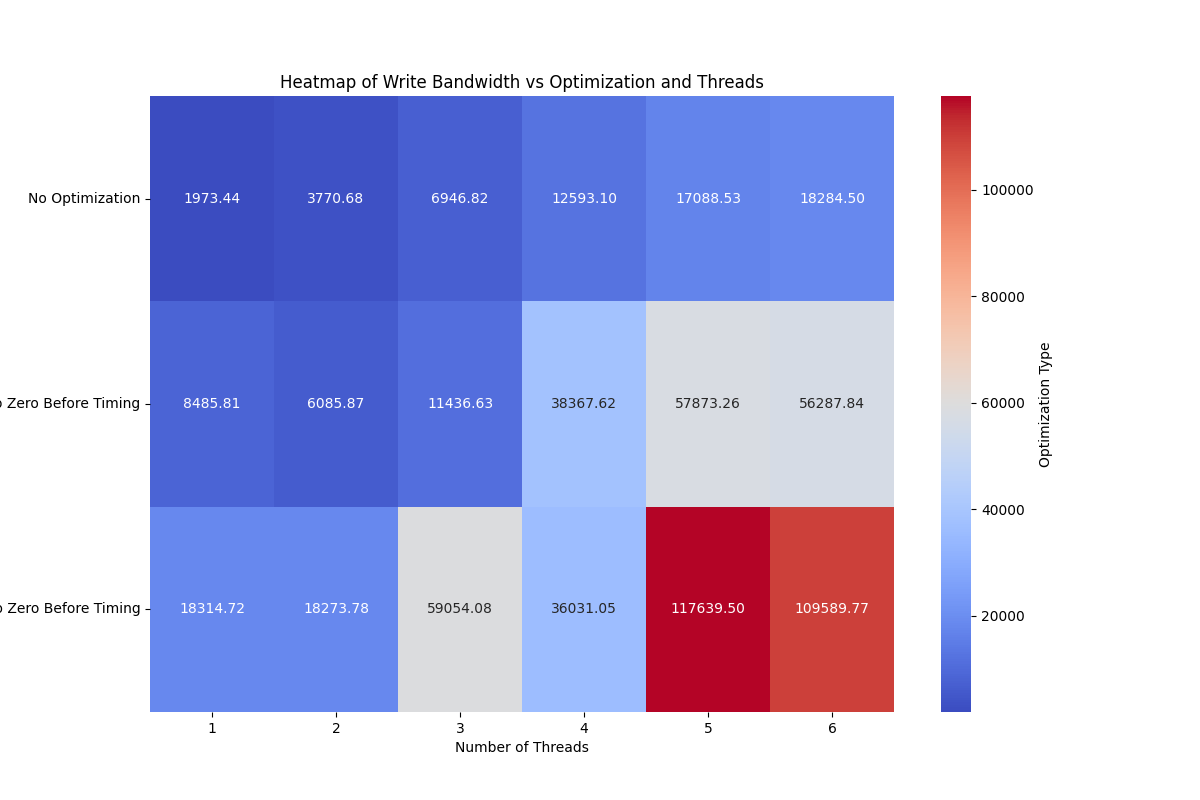 Heatmap of Write Bandwidth vs Optimization and Threads
No Optimization
1973.44 3770.68 6946.82 12593.10 17088.53 18284.50
Zero Before Timing
8485.81 6085.87 11436.63 38367.62 57873.26 56287.84
Zero Before Timing
18314.72 18273.78 59054.08 36031.05 117639.50 109589.77
1 2 3 4 5 6
Number of Threads
100000
80000
60000
40000
20000
Optimization Type